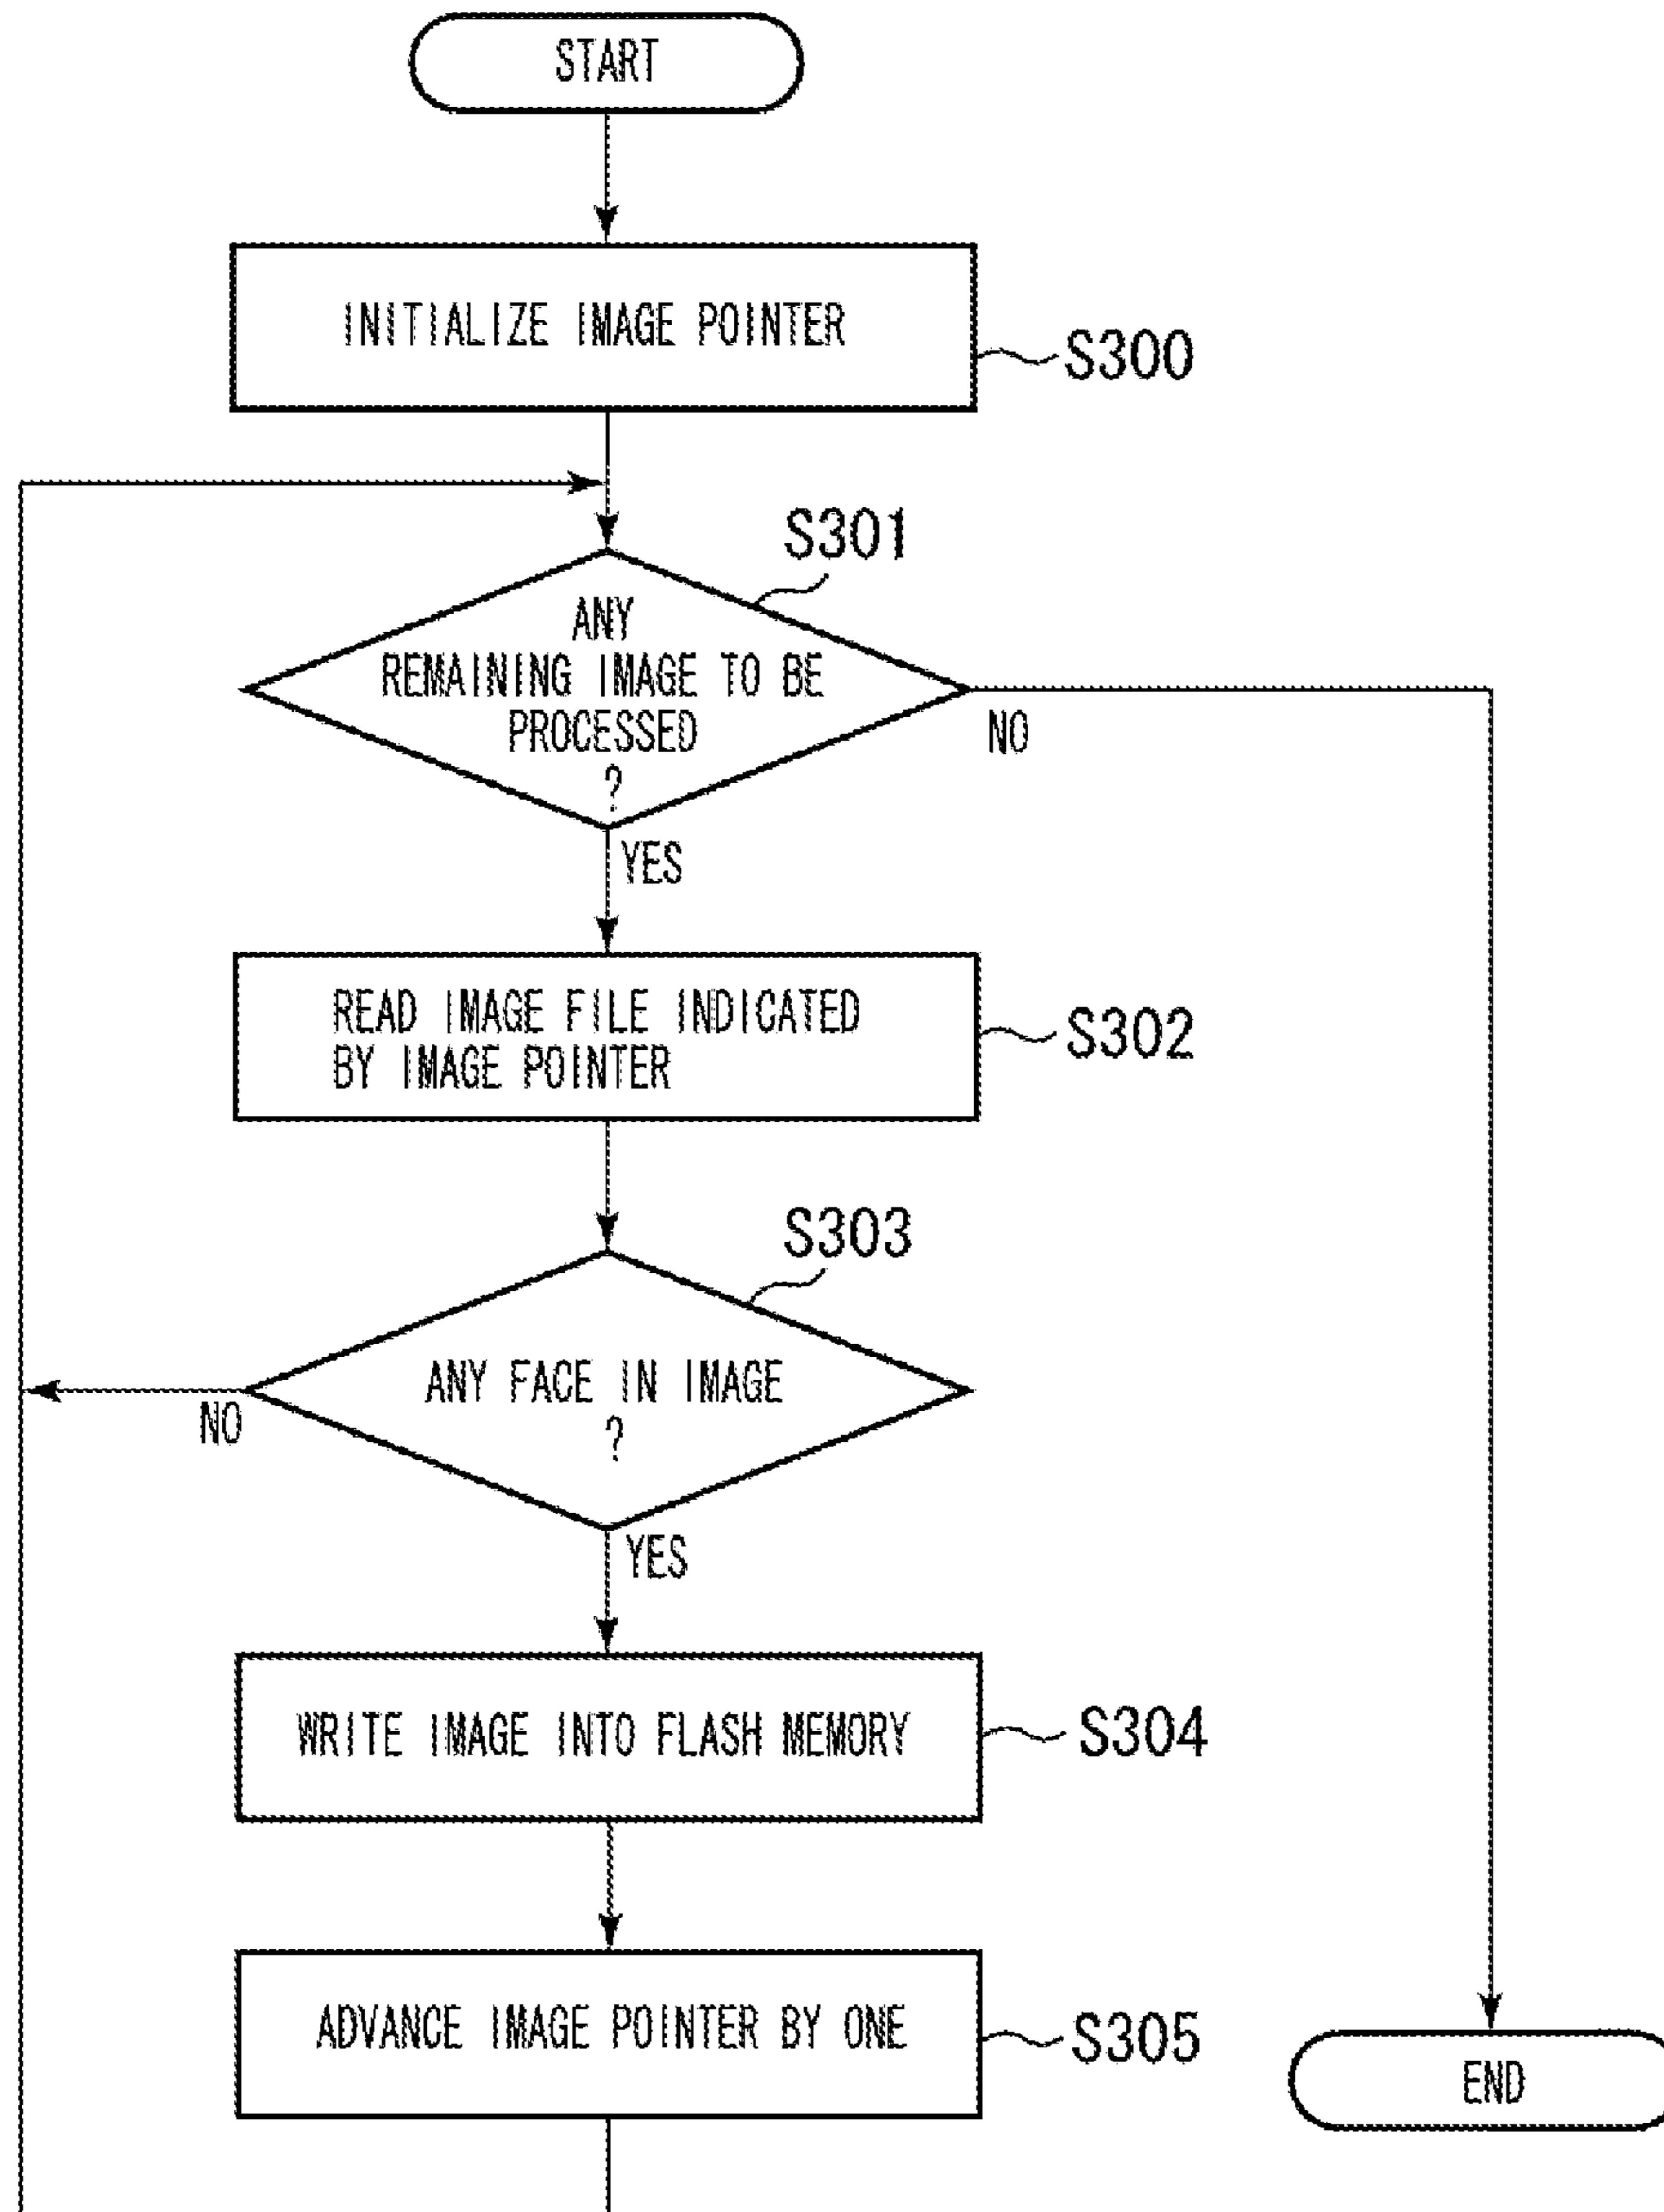 START
INITIALIZE IMAGE POINTER
S300
S301
ANY
REMAINING IMAGE TO BE
PROCESSED
?
NO
YES
READ IMAGE FILE INDICATED
BY IMAGE POINTER
S302
S303
ANY FACE IN IMAGE
?
NO
YES
WRITE IMAGE INTO FLASH MEMORY
S304
ADVANCE IMAGE POINTER BY ONE
S305
END